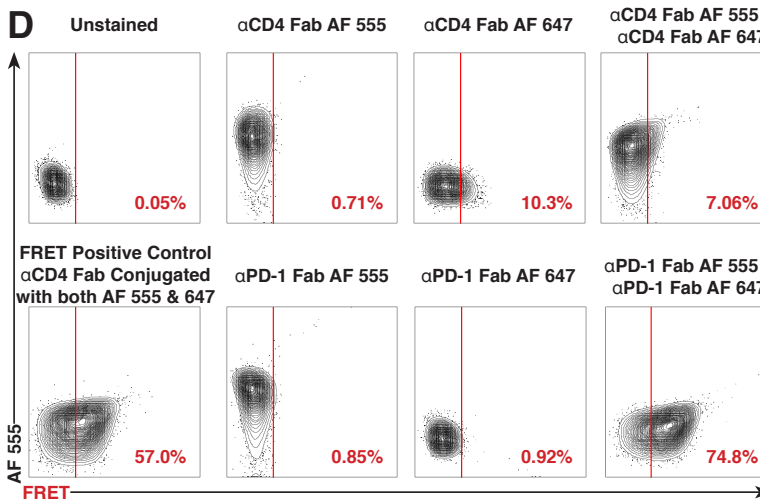 D
Unstained
αCD4 Fab AF 555
αCD4 Fab AF 647
αCD4 Fab AF 555
αCD4 Fab AF 647
0.05%
0.71%
10.3%
7.06%
FRET Positive Control
αCD4 Fab Conjugated
with both AF 555 & 647
αPD-1 Fab AF 555
αPD-1 Fab AF 647
αPD-1 Fab AF 555
αPD-1 Fab AF 647
57.0%
0.85%
0.92%
74.8%
AF 555
FRET